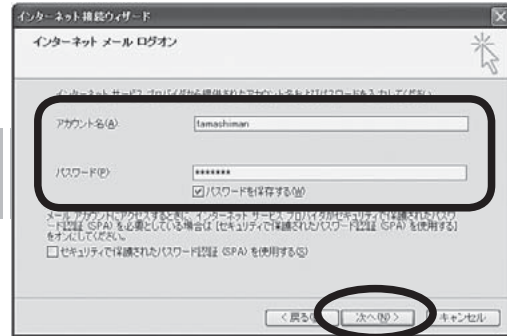 インターネット接続ウィザード
インターネット メール ログオン
インターネット サービス プロバイダから提供されたアカウント名およびパスワードを入力してください。
アカウント名(A)
tamashiman
パスワード(P)
*******
パスワードを保存する(W)
メール アカウントにアクセスするときに、インターネット サービス プロバイダがセキュリティで保護されたパスワ
ード認証 (SPA) を必要としている場合は [セキュリティで保護されたパスワード認証 (SPA) を使用する]
をオンにしてください。
セキュリティで保護されたパスワード認証 (SPA) を使用する(S)
< 戻る
次へ(N) >
キャンセル